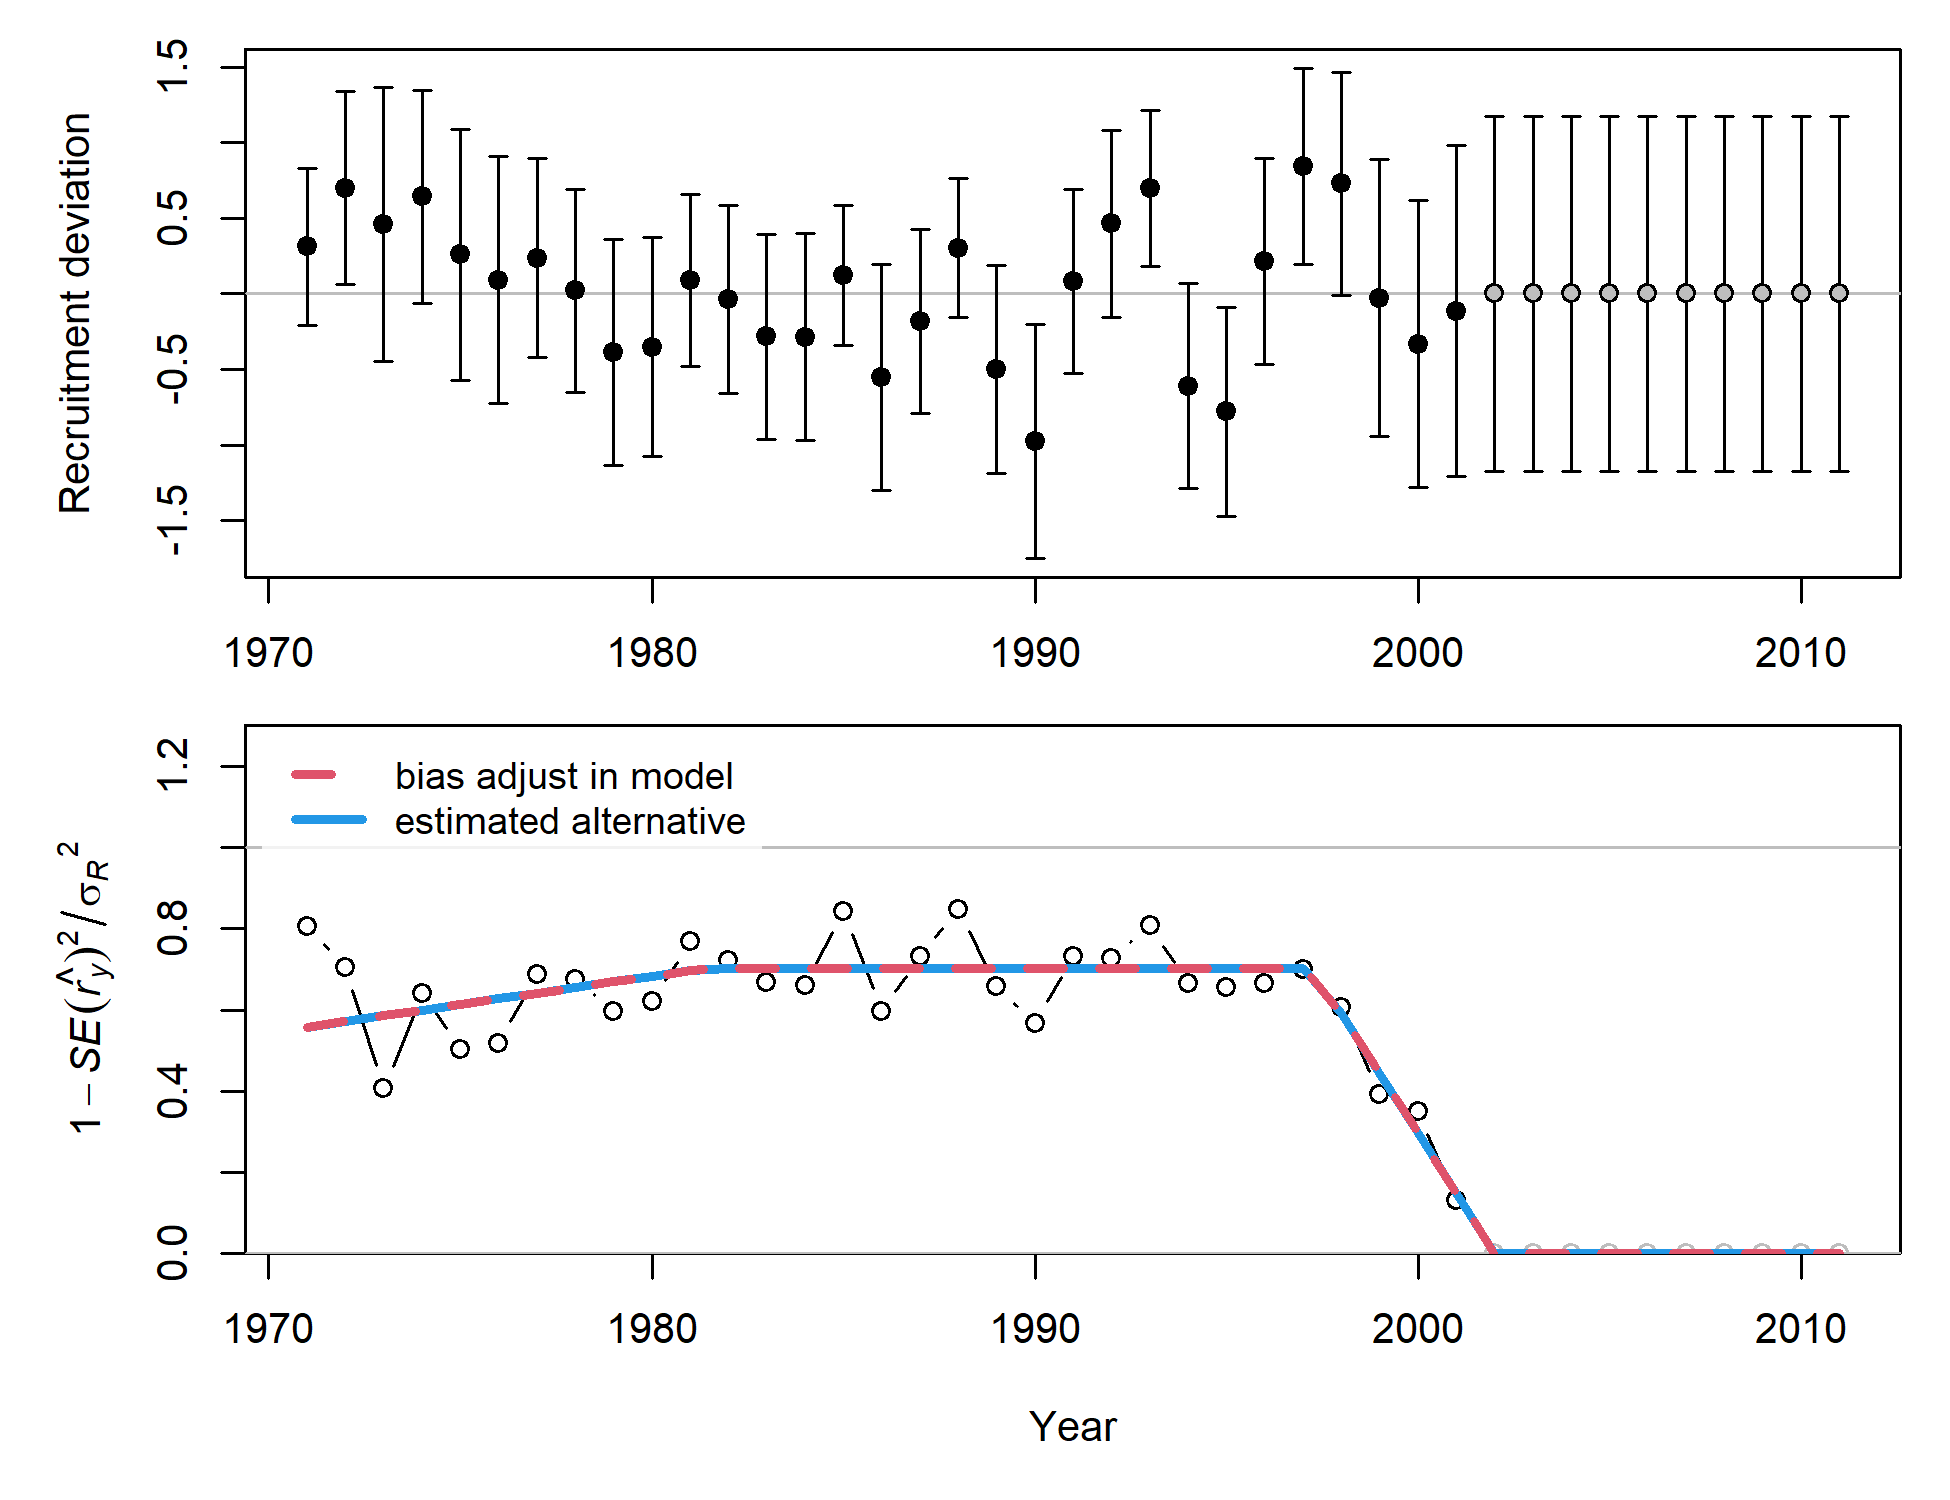 Recruitment deviation
1.5
0.5
-0.5
-1.5
1970 1980 1990 2000 2010
bias adjust in model
estimated alternative
1 − SE(r̂y)²/σR²
1.2
0.8
0.4
0.0
1970 1980 1990 2000 2010
Year